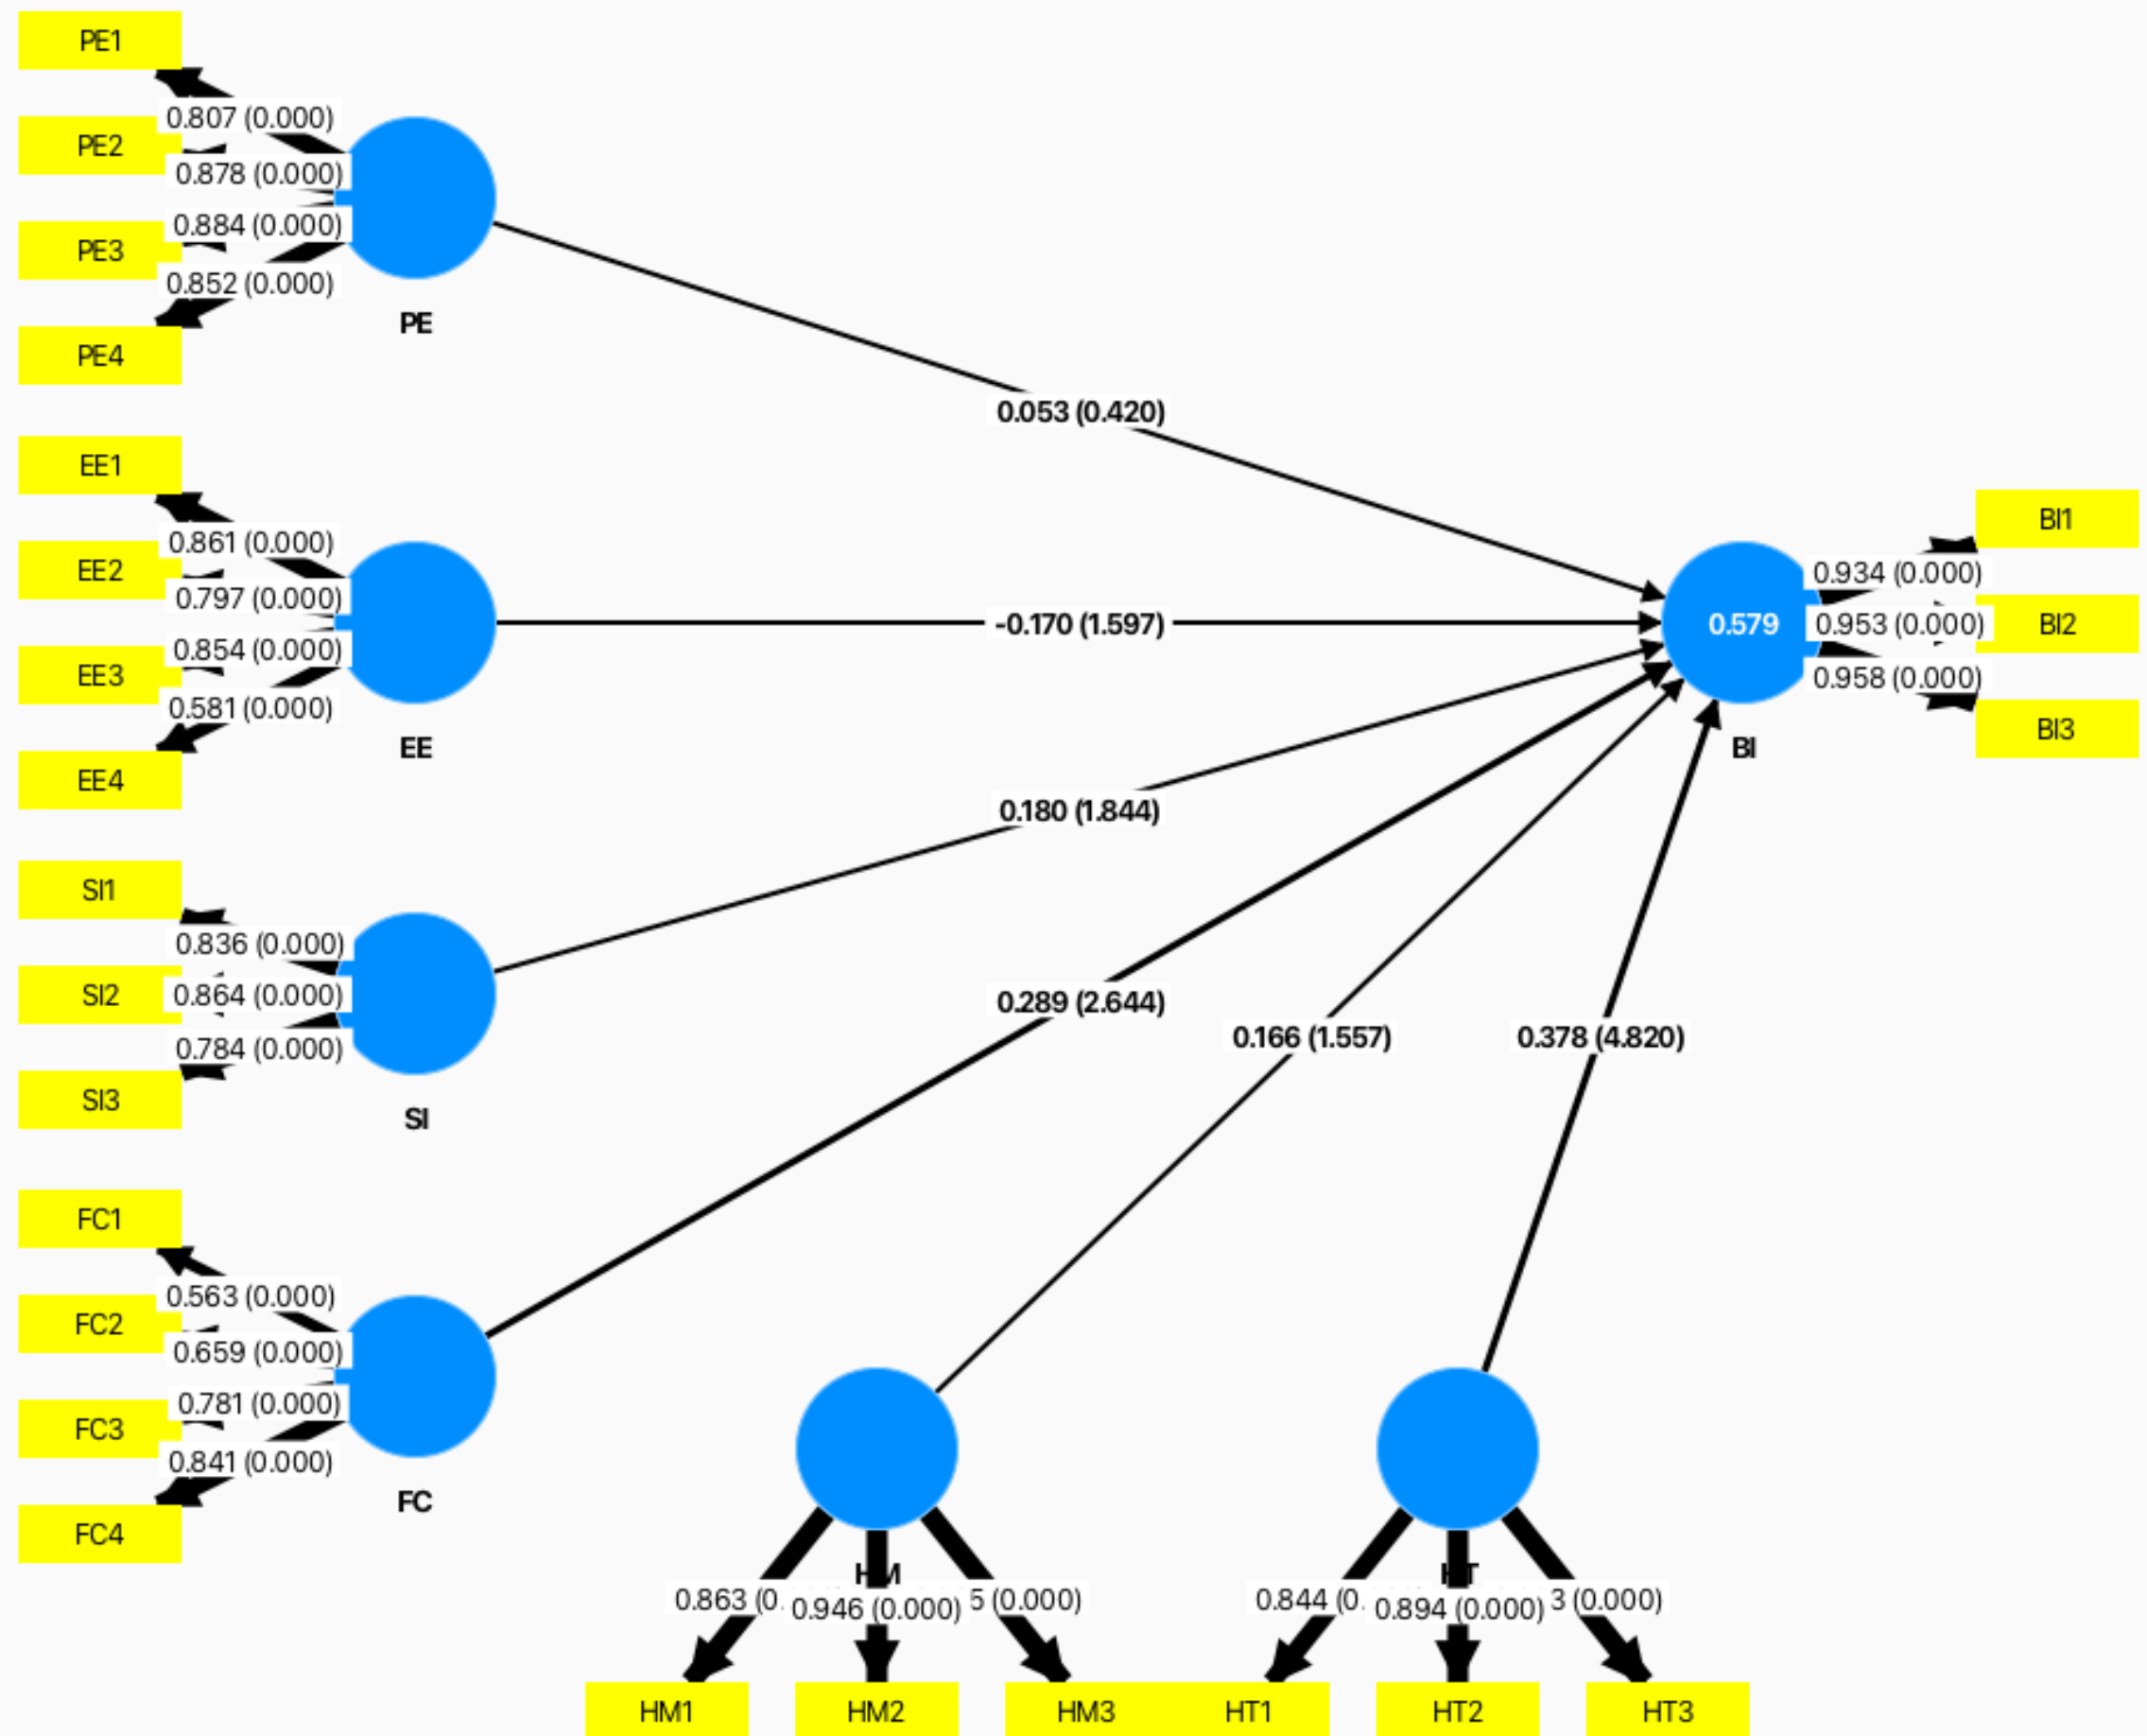 PE1
0.807 (0.000)
PE2
0.878 (0.000)
0.884 (0.000)
PE3
0.852 (0.000)
PE4
PE
0.053 (0.420)
EE1
0.861 (0.000)
EE2
0.797 (0.000)
0.854 (0.000)
EE3
0.581 (0.000)
EE4
EE
-0.170 (1.597)
BI1
0.934 (0.000)
0.579
0.953 (0.000)
BI2
0.958 (0.000)
BI3
BI
0.180 (1.844)
SI1
0.836 (0.000)
SI2
0.864 (0.000)
0.784 (0.000)
SI3
SI
0.289 (2.644)
0.166 (1.557)
0.378 (4.820)
FC1
0.563 (0.000)
FC2
0.659 (0.000)
0.781 (0.000)
FC3
0.841 (0.000)
FC4
FC
HM
0.863 (0.
0.946 (0.000)
5 (0.000)
HT
0.844 (0.
0.894 (0.000)
3 (0.000)
HM1
HM2
HM3
HT1
HT2
HT3